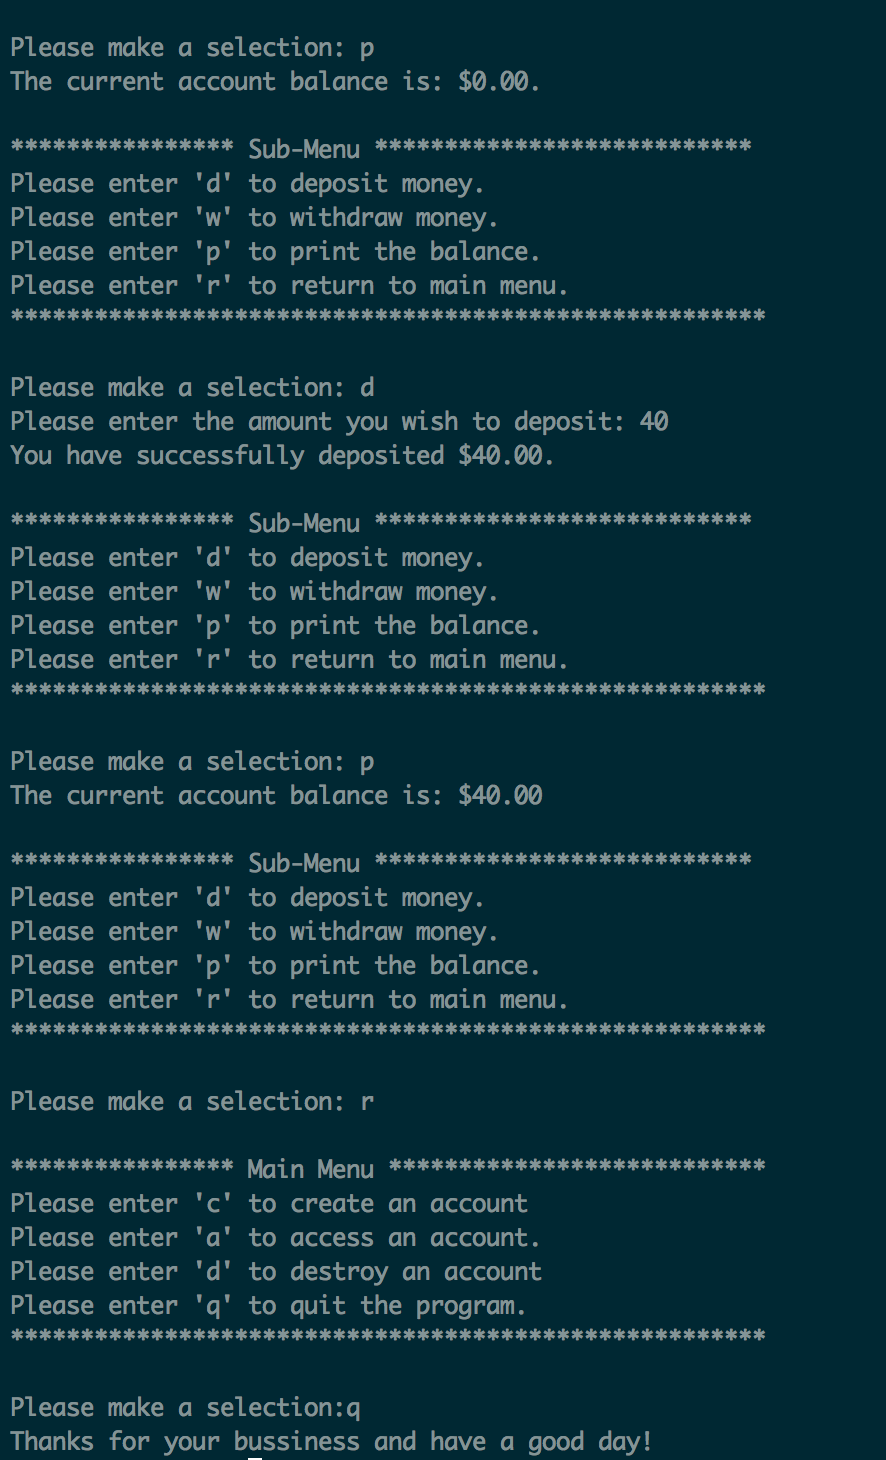 Please make a selection: p
The current account balance is: $0.00.
**************** Sub-Menu ***************************
Please enter 'd' to deposit money.
Please enter 'w' to withdraw money.
Please enter 'p' to print the balance.
Please enter 'r' to return to main menu.
******************************************************
Please make a selection: d
Please enter the amount you wish to deposit: 40
You have successfully deposited $40.00.
**************** Sub-Menu ***************************
Please enter 'd' to deposit money.
Please enter 'w' to withdraw money.
Please enter 'p' to print the balance.
Please enter 'r' to return to main menu.
******************************************************
Please make a selection: p
The current account balance is: $40.00
**************** Sub-Menu ***************************
Please enter 'd' to deposit money.
Please enter 'w' to withdraw money.
Please enter 'p' to print the balance.
Please enter 'r' to return to main menu.
******************************************************
Please make a selection: r
**************** Main Menu ***************************
Please enter 'c' to create an account
Please enter 'a' to access an account.
Please enter 'd' to destroy an account
Please enter 'q' to quit the program.
******************************************************
Please make a selection:q
Thanks for your bussiness and have a good day!